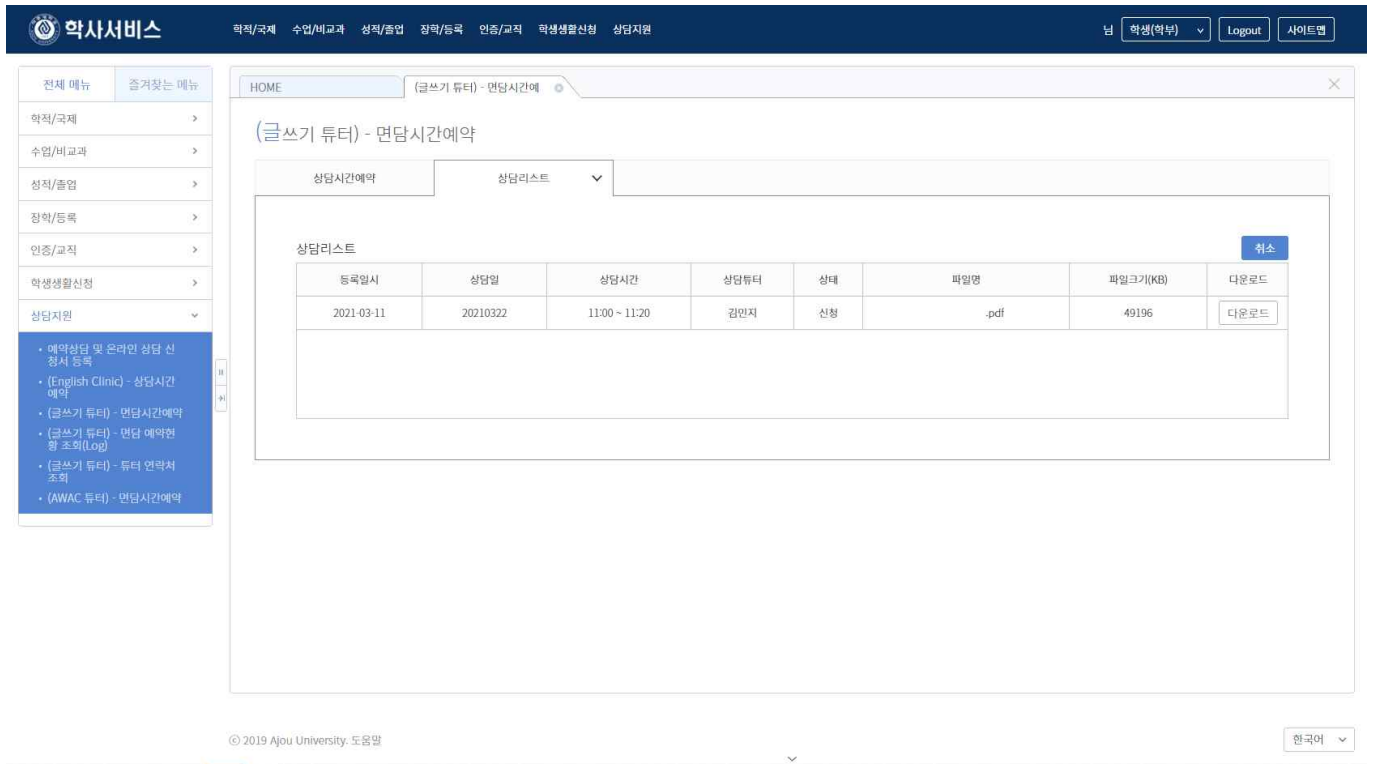 학사서비스
학적/국제 수업/비교과 성적/졸업 장학/등록 인증/교직 학생생활신청 상담지원
님 학생(학부) Logout 사이트맵
전체 메뉴 즐겨찾는 메뉴
학적/국제
수업/비교과
성적/졸업
장학/등록
인증/교직
학생생활신청
상담지원
• 예약상담 및 온라인 상담 신
청서 등록
• (English Clinic) - 상담시간
예약
• (글쓰기 튜터) - 면담시간예약
• (글쓰기 튜터) - 면담 예약현
황 조회(Log)
• (글쓰기 튜터) - 튜터 연락처
조회
• (AWAC 튜터) - 면담시간예약
HOME (글쓰기 튜터) - 면담시간예
(글쓰기 튜터) - 면담시간예약
상담시간예약 상담리스트
상담리스트 취소
등록일시 상담일 상담시간 상담튜터 상태 파일명 파일크기(KB) 다운로드
2021-03-11 20210322 11:00 ~ 11:20 김민지 신청 .pdf 49196 다운로드
ⓒ 2019 Ajou University. 도움말
한국어